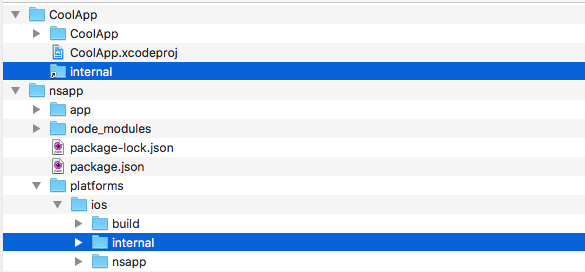 CoolApp
CoolApp
CoolApp.xcodeproj
internal
nsapp
app
node_modules
package-lock.json
package.json
platforms
ios
build
internal
nsapp